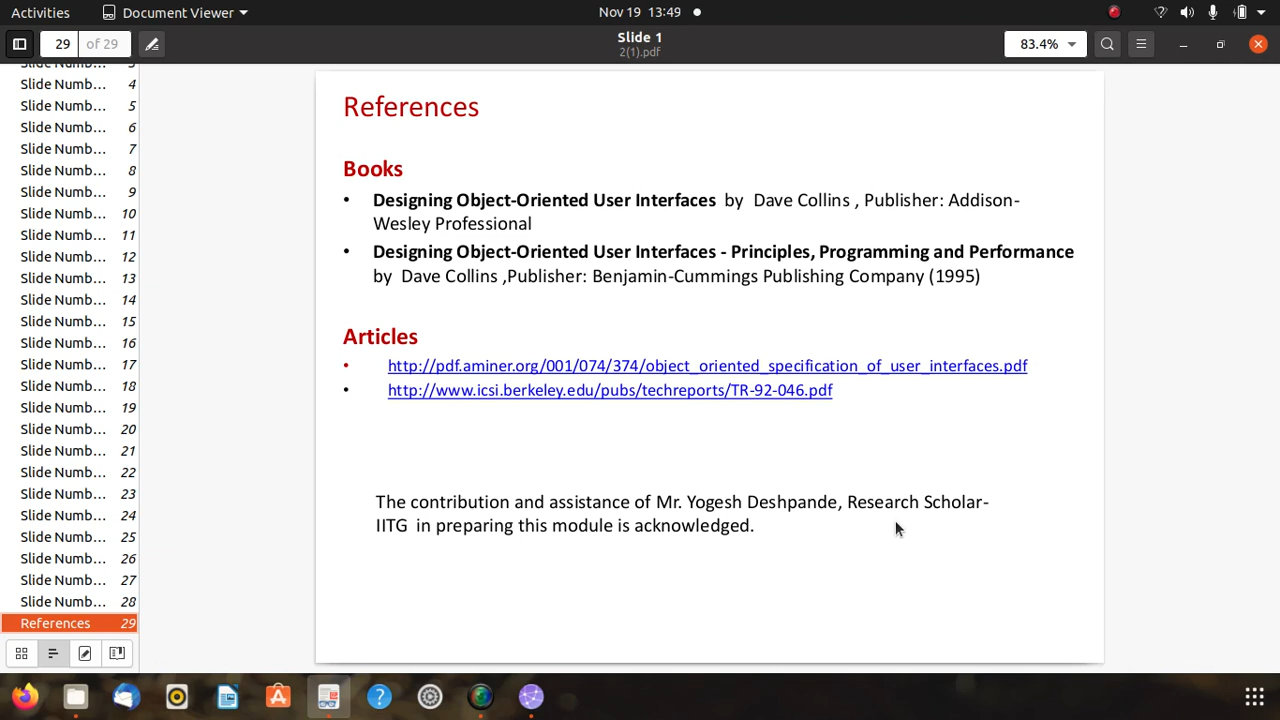 Activities
Document Viewer
Nov 19 13:49
29 of 29
Slide 1
2(1).pdf
83.4%
Slide Numb... 4
Slide Numb... 5
Slide Numb... 6
Slide Numb... 7
Slide Numb... 8
Slide Numb... 9
Slide Numb... 10
Slide Numb... 11
Slide Numb... 12
Slide Numb... 13
Slide Numb... 14
Slide Numb... 15
Slide Numb... 16
Slide Numb... 17
Slide Numb... 18
Slide Numb... 19
Slide Numb... 20
Slide Numb... 21
Slide Numb... 22
Slide Numb... 23
Slide Numb... 24
Slide Numb... 25
Slide Numb... 26
Slide Numb... 27
Slide Numb... 28
References 29
References
Books
• Designing Object-Oriented User Interfaces by Dave Collins , Publisher: Addison-
Wesley Professional
• Designing Object-Oriented User Interfaces - Principles, Programming and Performance
by Dave Collins ,Publisher: Benjamin-Cummings Publishing Company (1995)
Articles
• http://pdf.aminer.org/001/074/374/object_oriented_specification_of_user_interfaces.pdf
• http://www.icsi.berkeley.edu/pubs/techreports/TR-92-046.pdf
The contribution and assistance of Mr. Yogesh Deshpande, Research Scholar-
IITG in preparing this module is acknowledged.